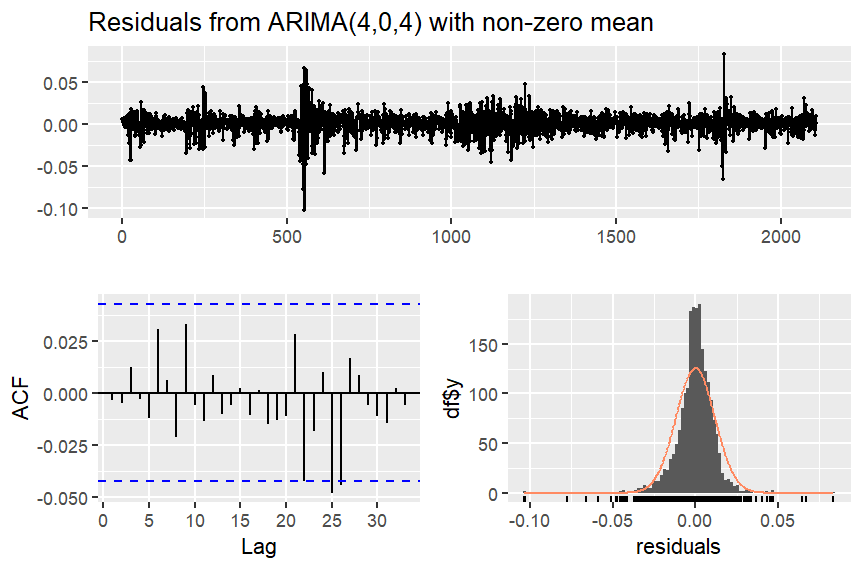 Residuals from ARIMA(4,0,4) with non-zero mean
0.05
0.00
-0.05
-0.10
0 500 1000 1500 2000
ACF
0.025
0.000
-0.025
-0.050
0 5 10 15 20 25 30
Lag
df$y
150
100
50
0
-0.10 -0.05 0.00 0.05
residuals